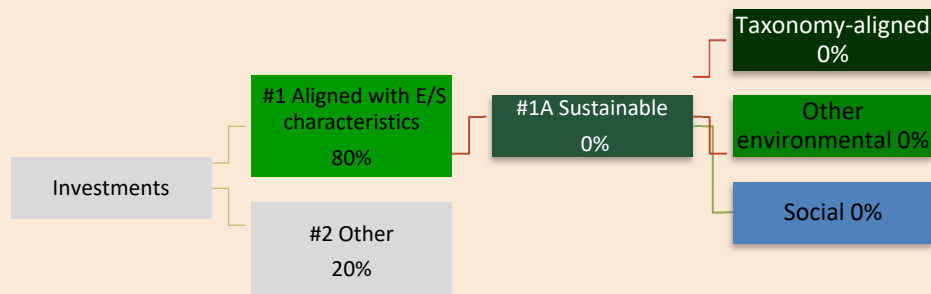 Investments
#1 Aligned with E/S
characteristics
80%
#2 Other
20%
#1A Sustainable
0%
Taxonomy-aligned
0%
Other
environmental 0%
Social 0%